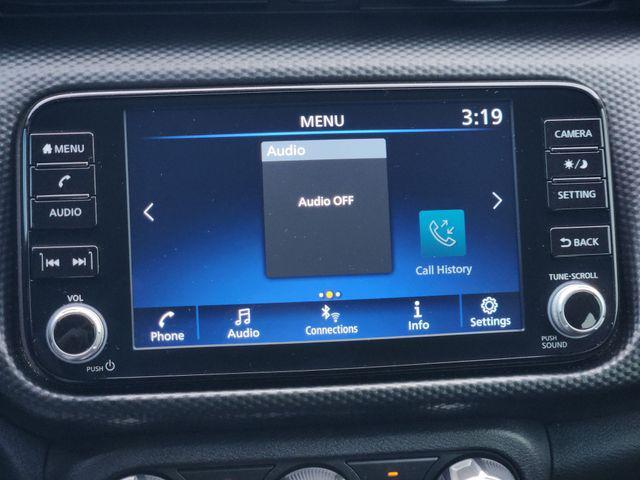 MENU
3:19
MENU
AUDIO
VOL
PUSH
Audio
Audio OFF
Call History
Phone
Audio
Connections
Info
Settings
CAMERA
SETTING
BACK
TUNE-SCROLL
PUSH
SOUND